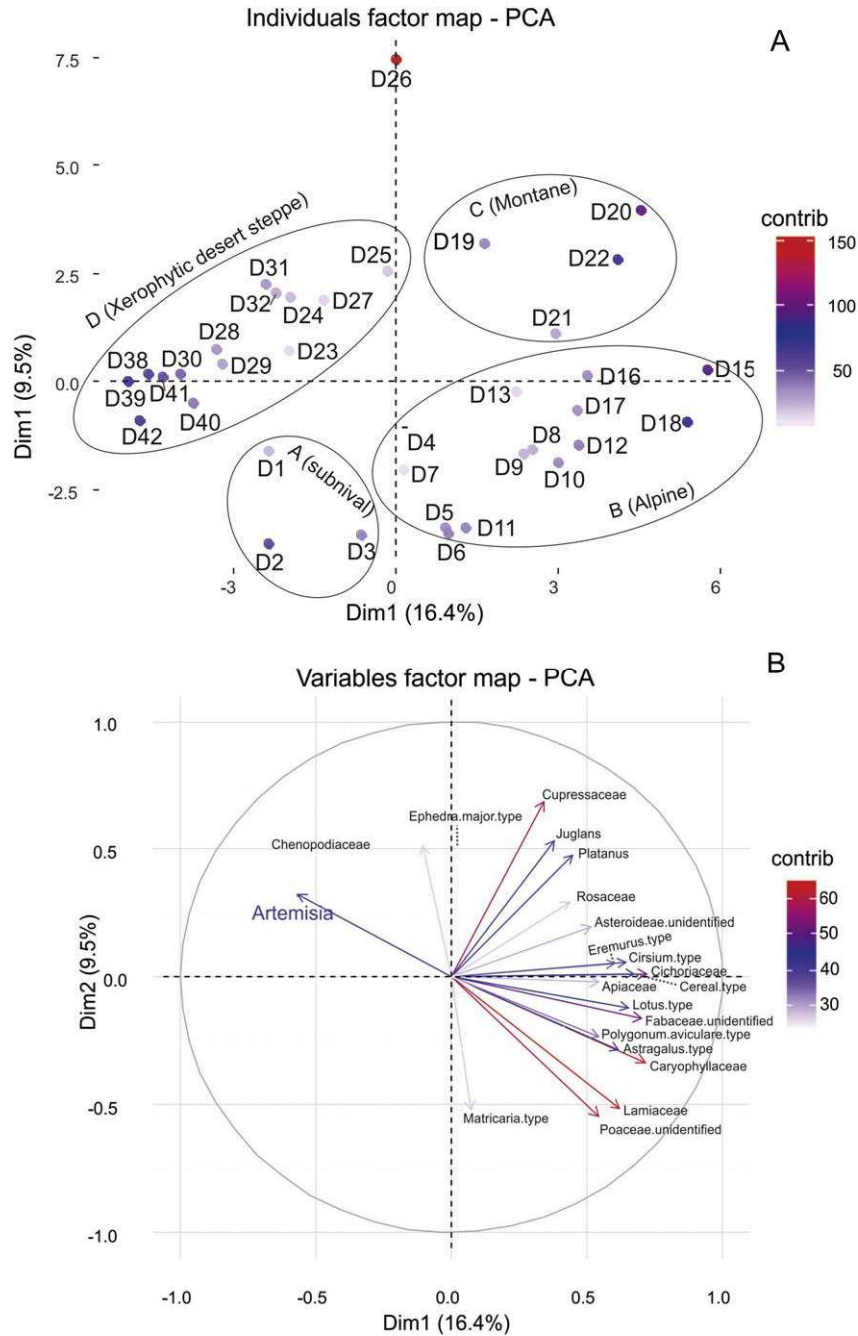 Individuals factor map - PCA
A
7.5
D26
5.0
C (Montane)
D20
contrib
D (Xerophytic desert steppe)
D19
150
D25
D22
2.5
D31
100
D32
D24
D27
D21
D28
50
D38
D30
D29
D23
D16
D15
0.0
D39
D41
D13
D17
D18
D42
D40
D4
D8
D12
D1
A (subnival)
D7
D9
D10
-2.5
D5
D11
B (Alpine)
D2
D3
D6
Dim1 (9.5%)
-3
0
3
6
Dim1 (16.4%)
B
Variables factor map - PCA
1.0
Cupressaceae
Ephedra.major.type
Juglans
Chenopodiaceae
0.5
Platanus
contrib
Artemisia
Rosaceae
60
Asteroideae.unidentified
Eremurus.type
50
Cirsium.type
0.0
Cichoriaceae
Apiaceae
Cereal.type
40
Lotus.type
Fabaceae.unidentified
30
Polygonum.aviculare.type
Astragalus.type
Caryophyllaceae
-0.5
Matricaria.type
Lamiaceae
Poaceae.unidentified
-1.0
Dim2 (9.5%)
-1.0
-0.5
0.0
0.5
1.0
Dim1 (16.4%)